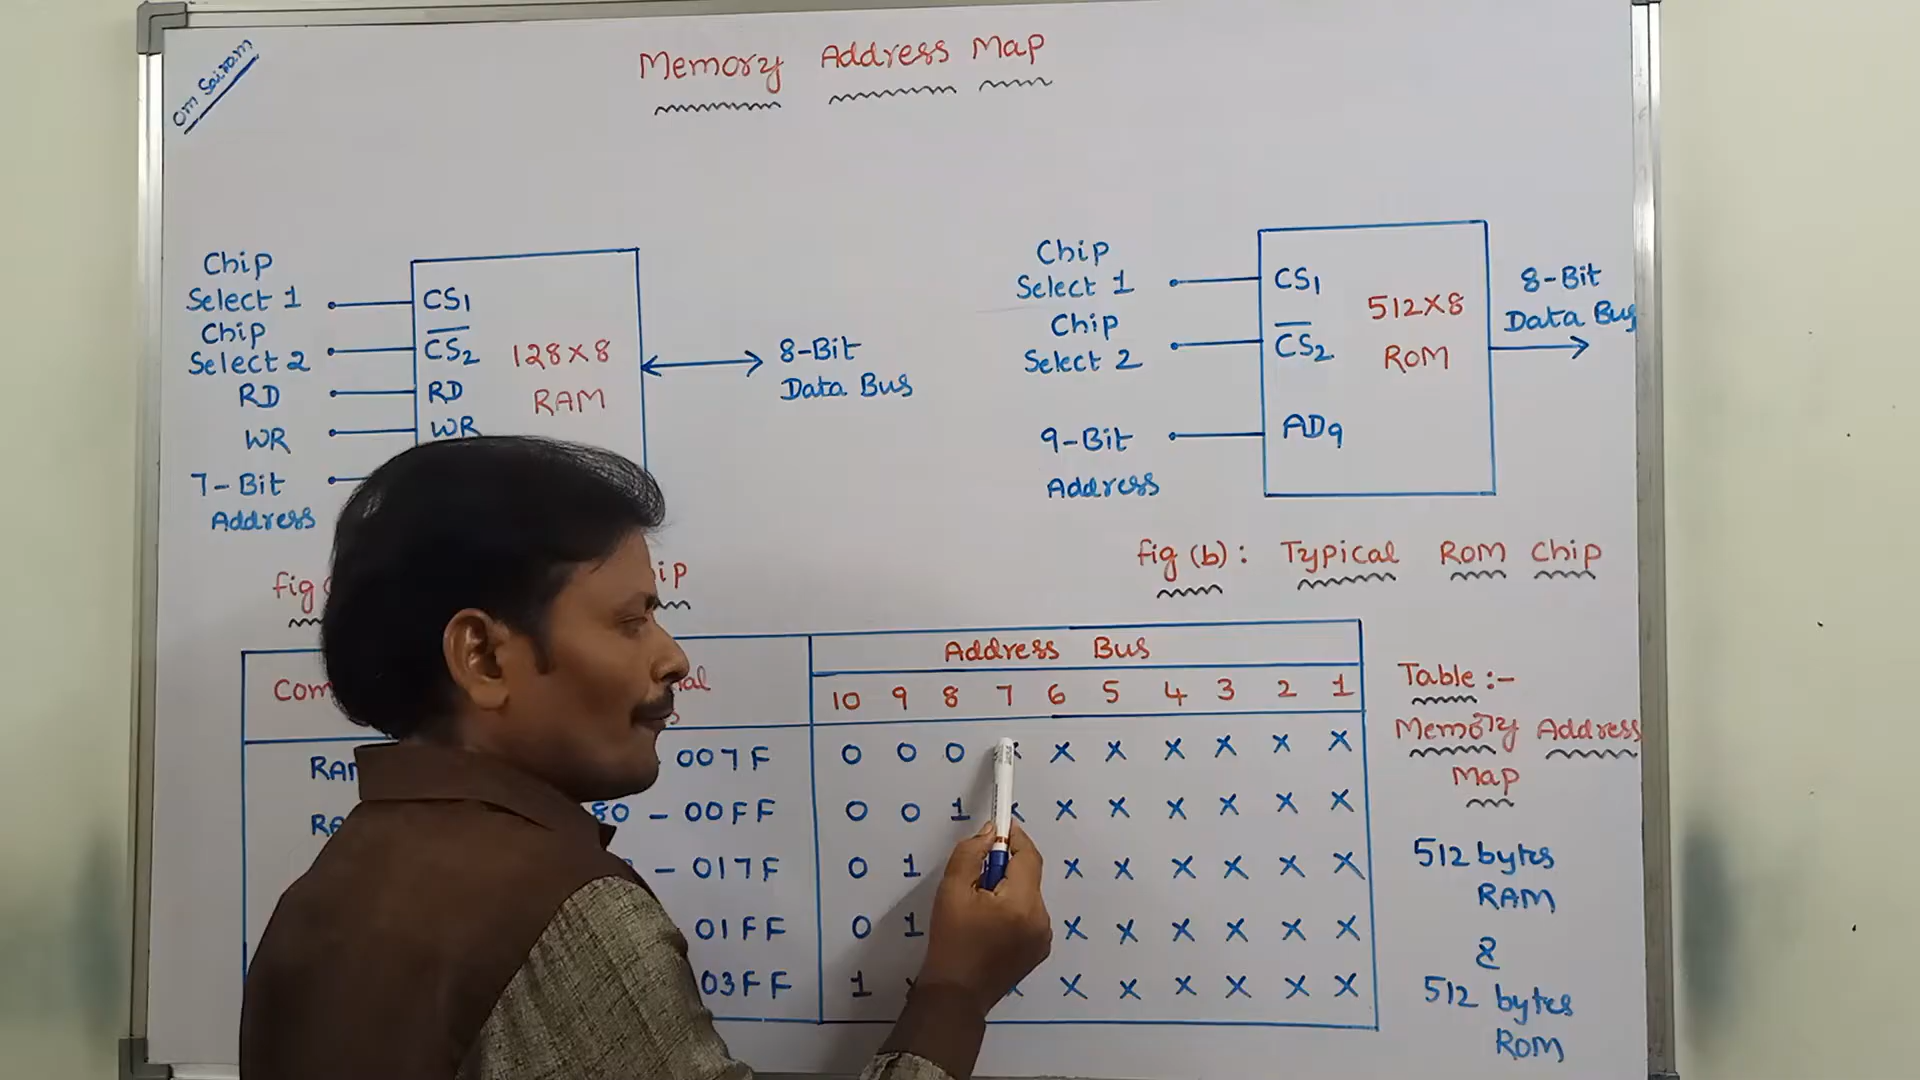 Om Sairam
Memory Address Map
Chip
Select 1
CS1
Chip
Select 2
CS2
RD
RD
WR
WR
7-Bit
Address
128X8
RAM
8-Bit
Data Bus
Chip
Select 1
CS1
Chip
Select 2
CS2
9-Bit
Address
AD9
512X8
ROM
8-Bit
Data Bus
fig (b): Typical ROM Chip
Address Bus
10 9 8 7 6 5 4 3 2 1
007F 0 0 0 X X X X X X
80 - 00FF 0 0 1 X X X X X X X
- 017F 0 1 X X X X X X
01FF 0 1 X X X X X X
03FF 1 X X X X X X
Table :-
Memory Address
Map
512 bytes
RAM
&
512 bytes
ROM